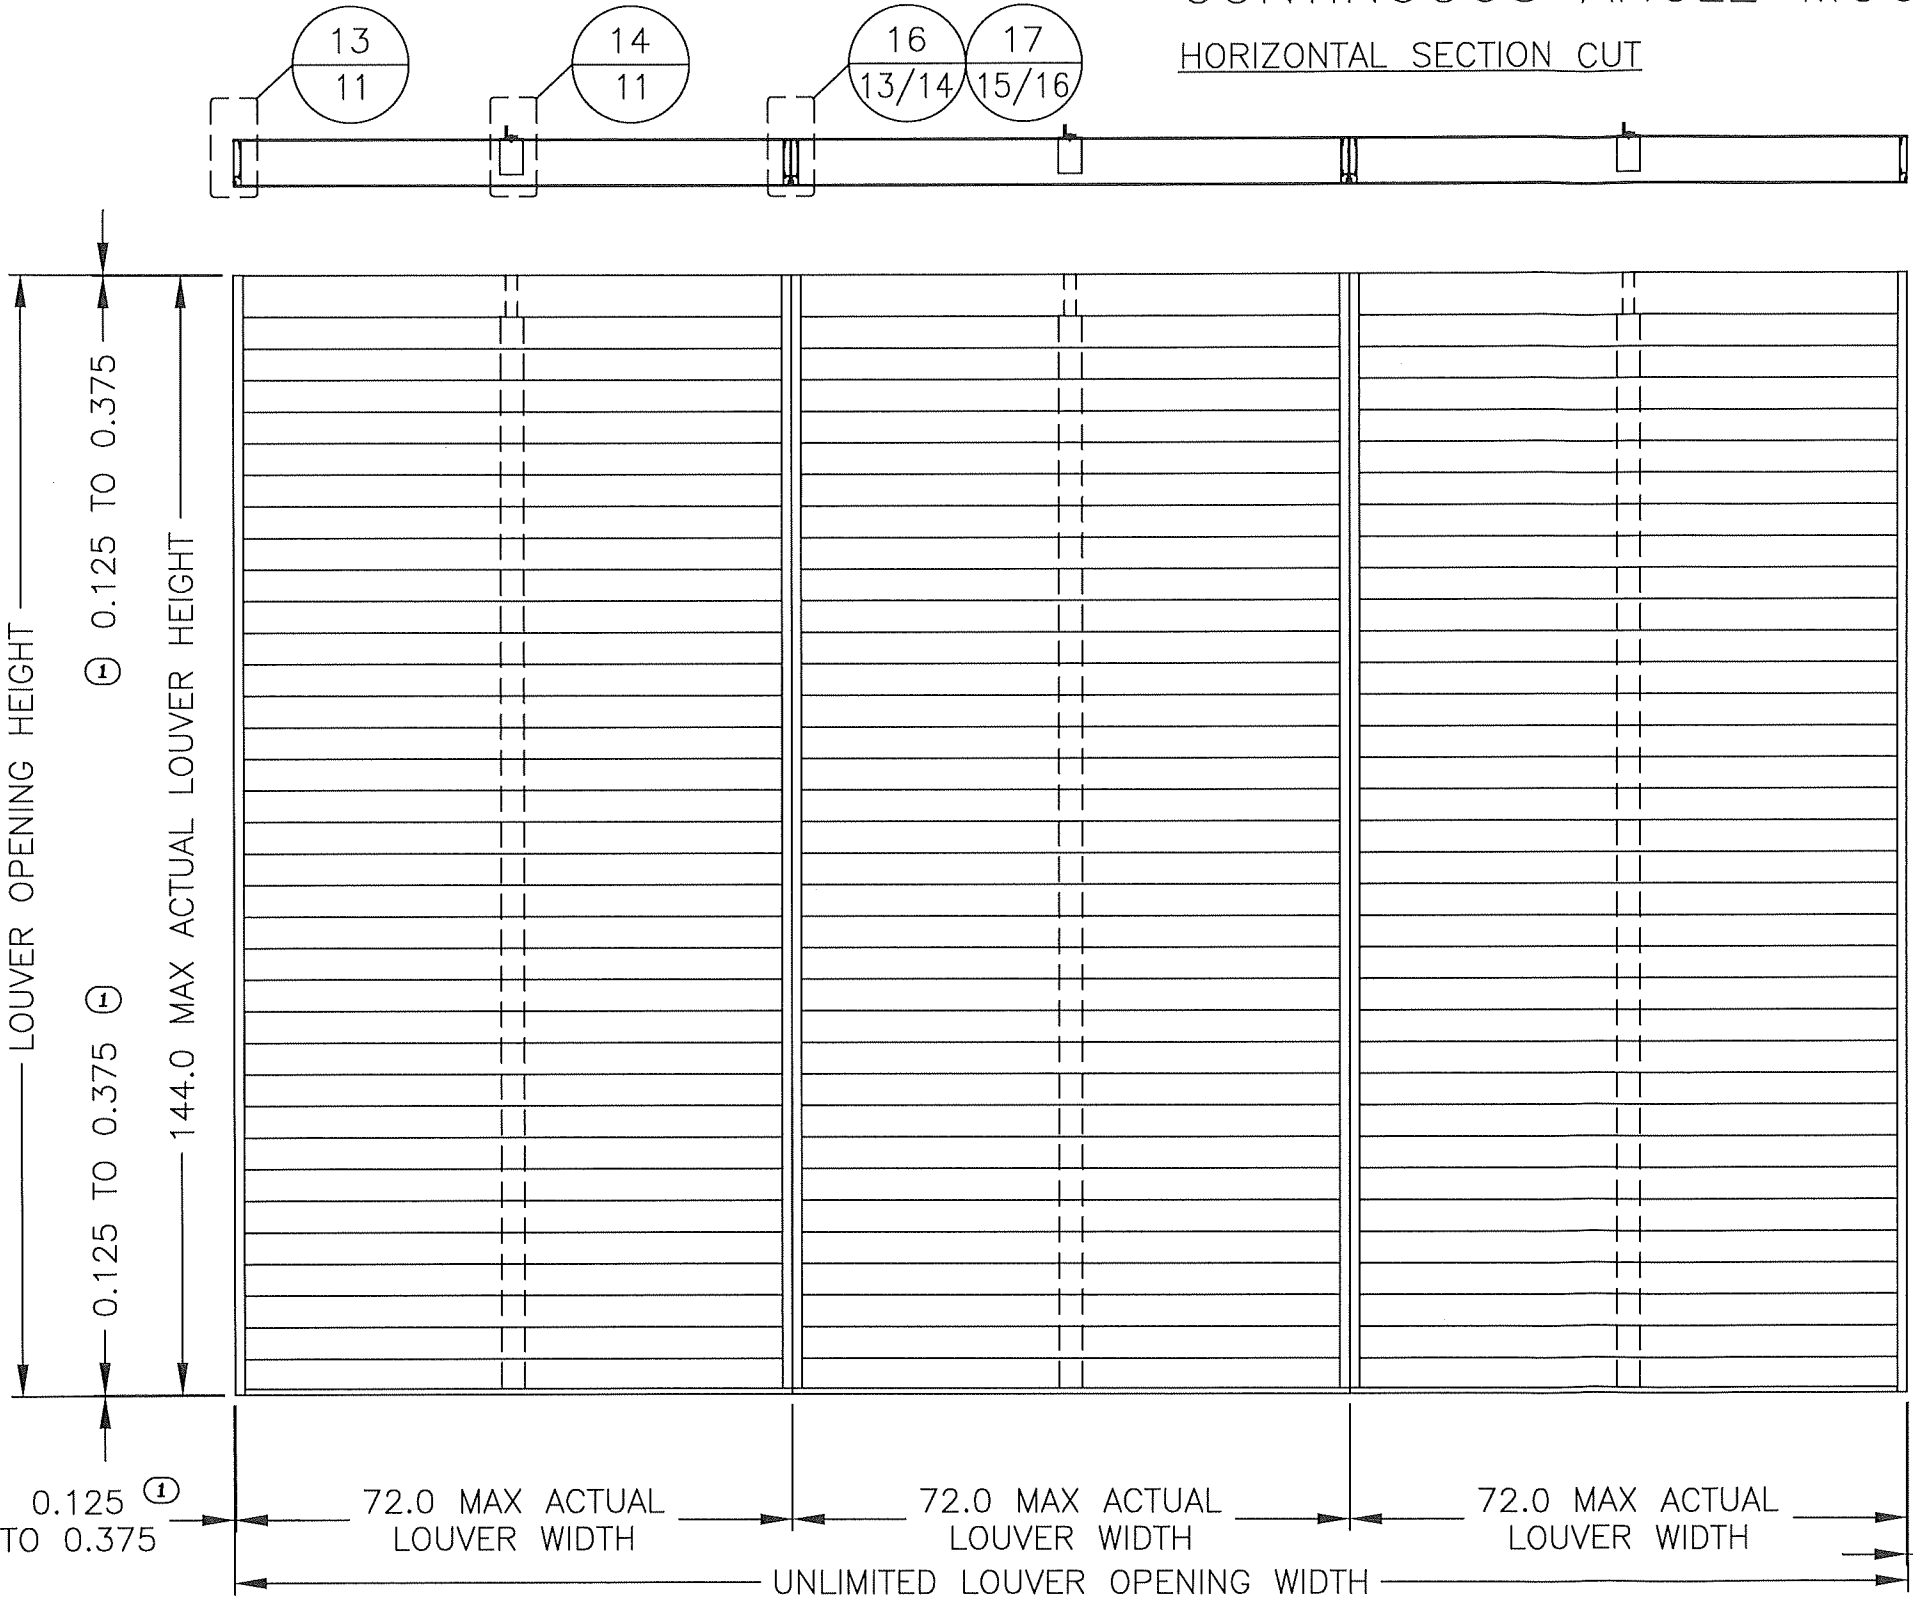 HORIZONTAL SECTION CUT
13
11
14
11
16
13/14
17
15/16
LOUVER OPENING HEIGHT
① 0.125 TO 0.375
144.0 MAX ACTUAL LOUVER HEIGHT
0.125 TO 0.375 ①
0.125 ①
TO 0.375
72.0 MAX ACTUAL
LOUVER WIDTH
72.0 MAX ACTUAL
LOUVER WIDTH
72.0 MAX ACTUAL
LOUVER WIDTH
UNLIMITED LOUVER OPENING WIDTH